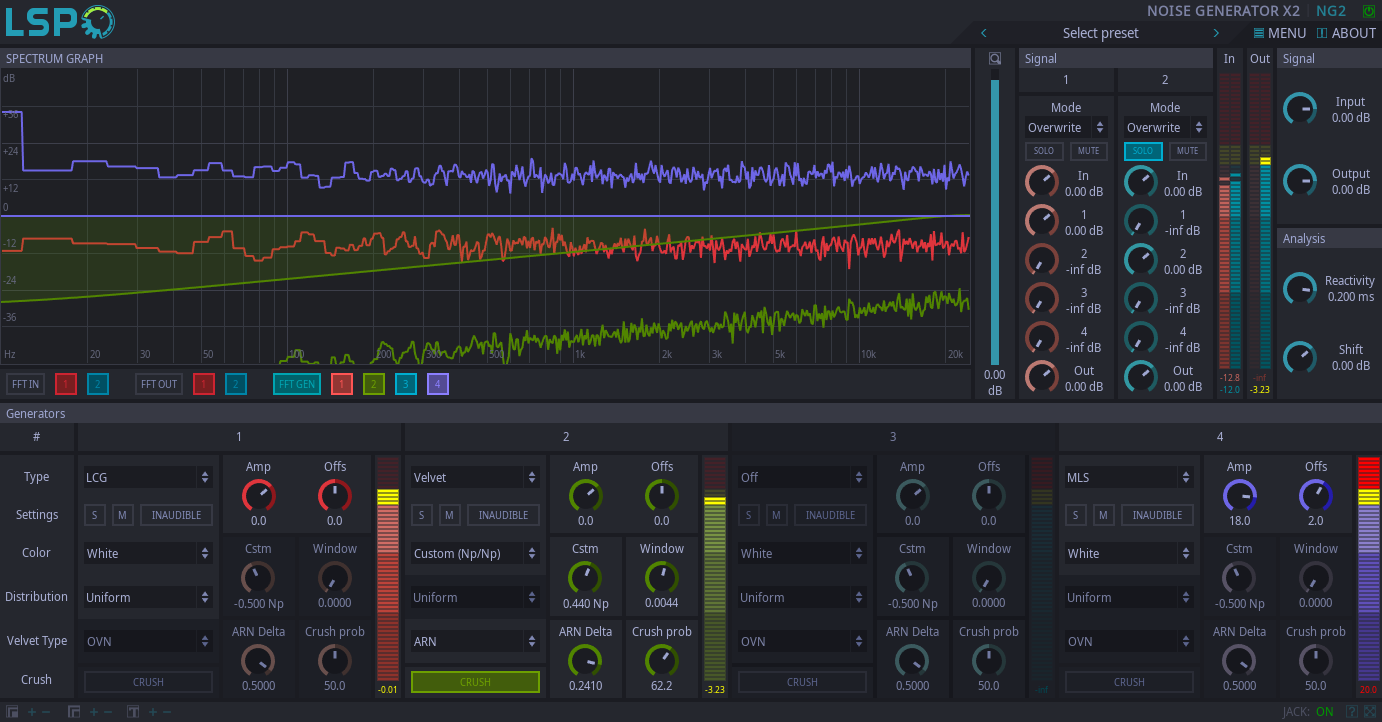 LSP
NOISE GENERATOR X2 NG2
Select preset
MENU ABOUT
SPECTRUM GRAPH
dB
+36
+24
+12
0
-12
-24
-36
Hz 20 30 50 100 200 300 500 1k 2k 3k 5k 10k 20k
FFT IN 1 2 FFT OUT 1 2 FFT GEN 1 2 3 4
0.00
dB
Signal
1 2
Mode Mode
Overwrite Overwrite
SOLO MUTE SOLO MUTE
In In
0.00 dB 0.00 dB
1 1
0.00 dB -inf dB
2 2
-inf dB 0.00 dB
3 3
-inf dB -inf dB
4 4
-inf dB -inf dB
Out Out
0.00 dB 0.00 dB
In Out
-12.8 -inf
-12.0 -3.23
Signal
Input
0.00 dB
Output
0.00 dB
Analysis
Reactivity
0.200 ms
Shift
0.00 dB
Generators
# 1 2 3 4
Type
Settings
Color
Distribution
Velvet Type
Crush
LCG
S M INAUDIBLE
White
Uniform
OVN
CRUSH
Amp Offs
0.0 0.0
Cstm Window
-0.500 Np 0.0000
ARN Delta Crush prob
0.5000 50.0
-0.01
Velvet
S M INAUDIBLE
Custom (Np/Np)
Uniform
ARN
CRUSH
Amp Offs
0.0 0.0
Cstm Window
0.440 Np 0.0044
ARN Delta Crush prob
0.2410 62.2
-3.23
Off
S M INAUDIBLE
White
Uniform
OVN
CRUSH
Amp Offs
0.0 0.0
Cstm Window
-0.500 Np 0.0000
ARN Delta Crush prob
0.5000 50.0
-inf
MLS
S M INAUDIBLE
White
Uniform
OVN
CRUSH
Amp Offs
18.0 2.0
Cstm Window
-0.500 Np 0.0000
ARN Delta Crush prob
0.5000 50.0
20.0
JACK: ON